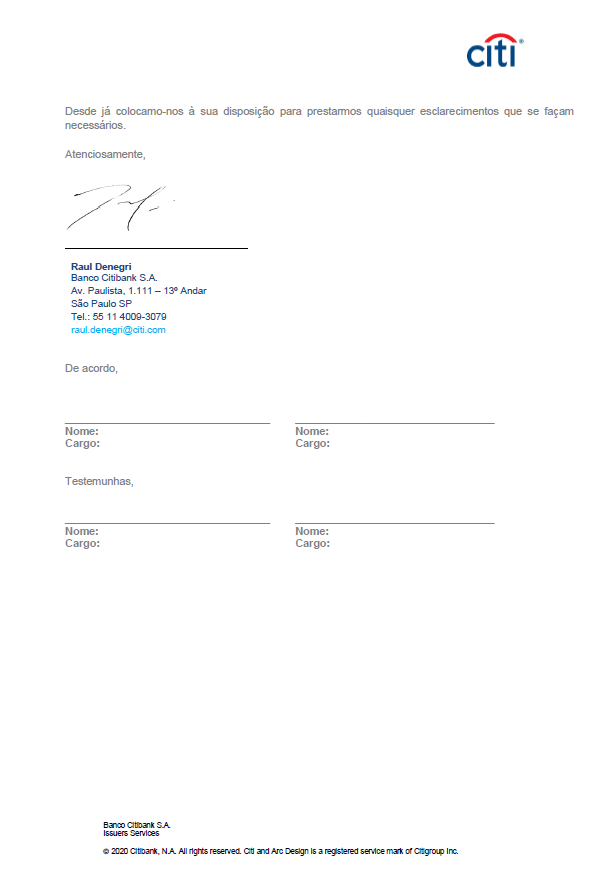 citi®
Desde já colocamo-nos à sua disposição para prestarmos quaisquer esclarecimentos que se façam
necessários.
Atenciosamente,
Raul Denegri
Banco Citibank S.A.
Av. Paulista, 1.111 – 13º Andar
São Paulo SP
Tel.: 55 11 4009-3079
raul.denegri@citi.com
De acordo,
Nome: Nome:
Cargo: Cargo:
Testemunhas,
Nome: Nome:
Cargo: Cargo:
Banco Citibank S.A.
Issuers Services
© 2020 Citibank, N.A. All rights reserved. Citi and Arc Design is a registered service mark of Citigroup Inc.